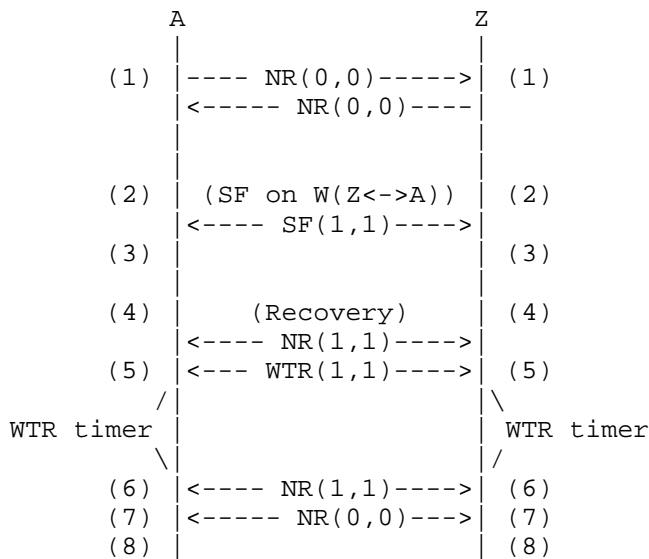 A Z
(1) |---- NR(0,0)----->| (1)
|<----- NR(0,0)----|
(2) | (SF on W(Z<->A)) | (2)
|<---- SF(1,1)---->|
(3) | | (3)
(4) | (Recovery) | (4)
|<---- NR(1,1)---->|
(5) |<--- WTR(1,1)---->| (5)
/| |\
WTR timer | | WTR timer
\| |/
(6) |<---- NR(1,1)---->| (6)
(7) |<----- NR(0,0)---->| (7)
(8) | | (8)